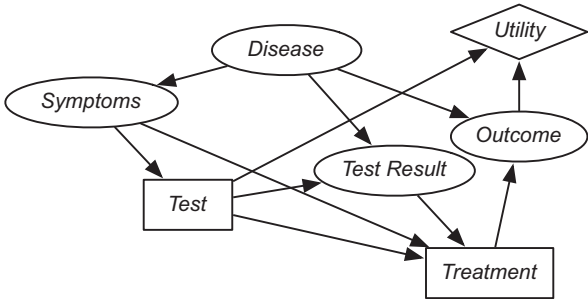 Utility
Disease
Symptoms
Outcome
Test Result
Test
Treatment